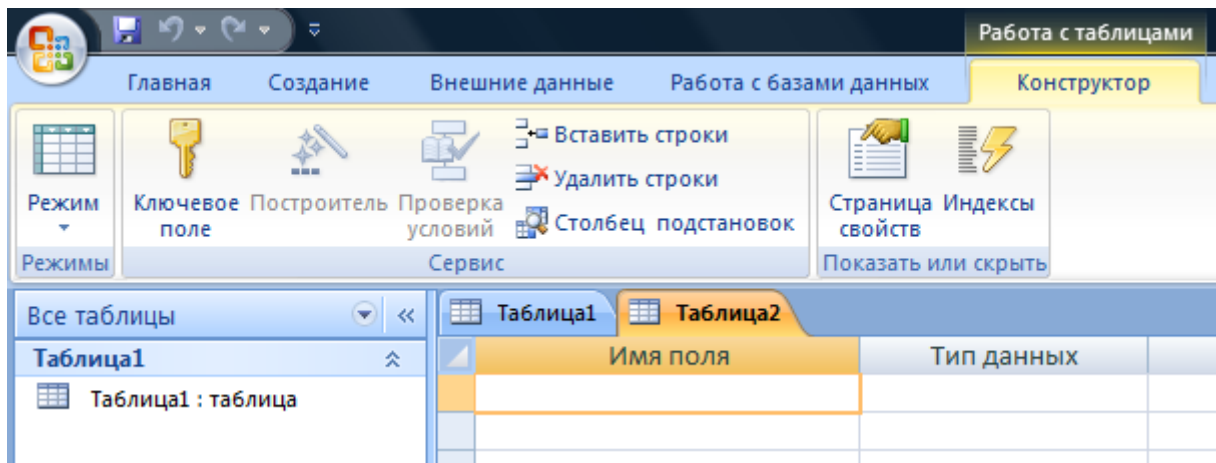 Работа с таблицами
Главная Создание Внешние данные Работа с базами данных Конструктор
Режим
Ключевое поле
Построитель
Проверка условий
Вставить строки
Удалить строки
Столбец подстановок
Страница свойств
Индексы
Режимы Сервис Показать или скрыть
Все таблицы
Таблица1 Таблица2
Таблица1
Имя поля Тип данных
Таблица1 : таблица